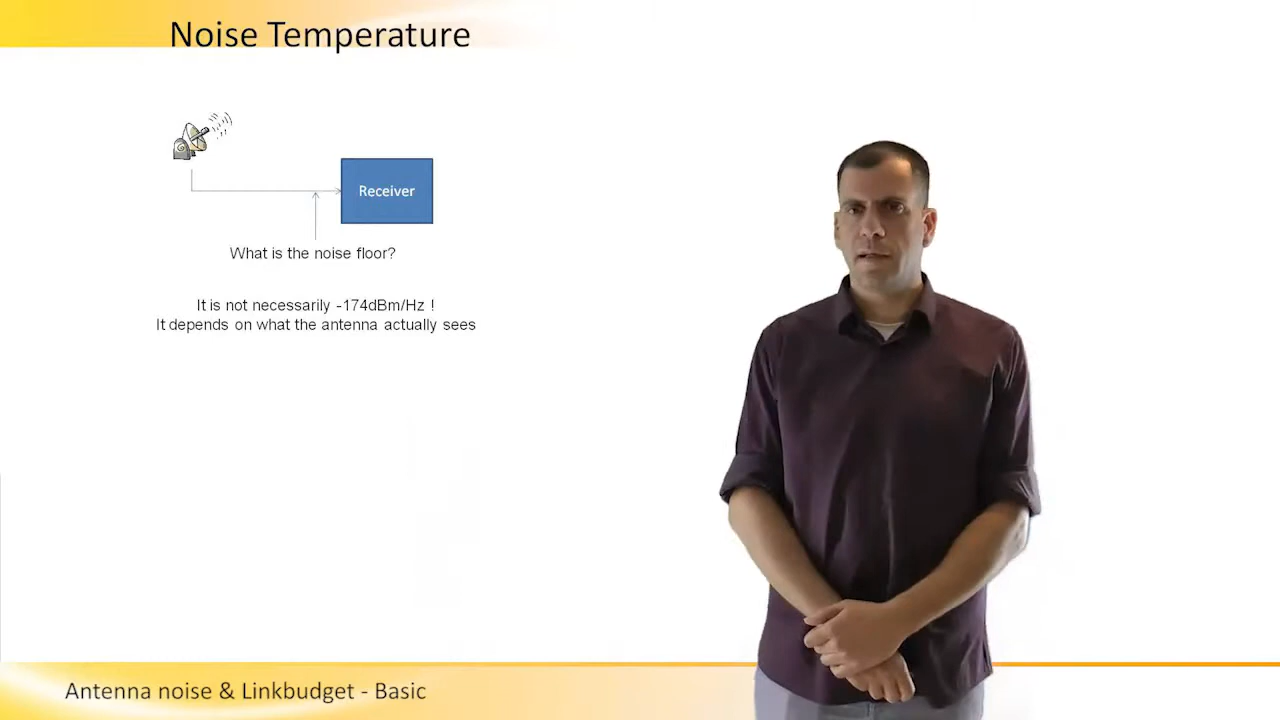 Noise Temperature
Receiver
What is the noise floor?
It is not necessarily -174dBm/Hz !
It depends on what the antenna actually sees
Antenna noise & Linkbudget - Basic